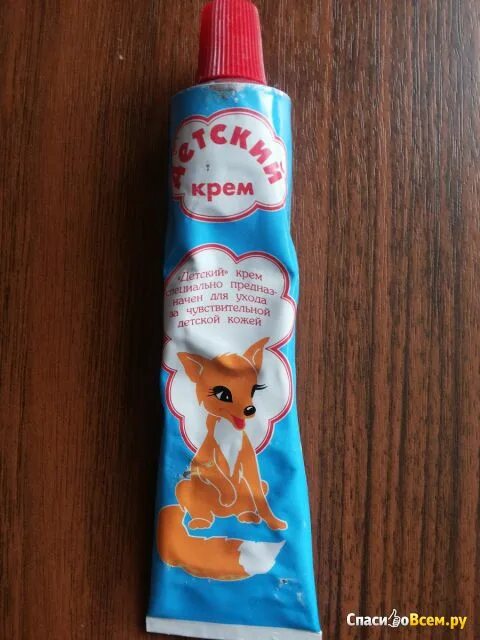 Детский
крем
«Детский» крем
специально предназ-
начен для ухода
за чувствительной
детской кожей
СпасибоВсем.ру